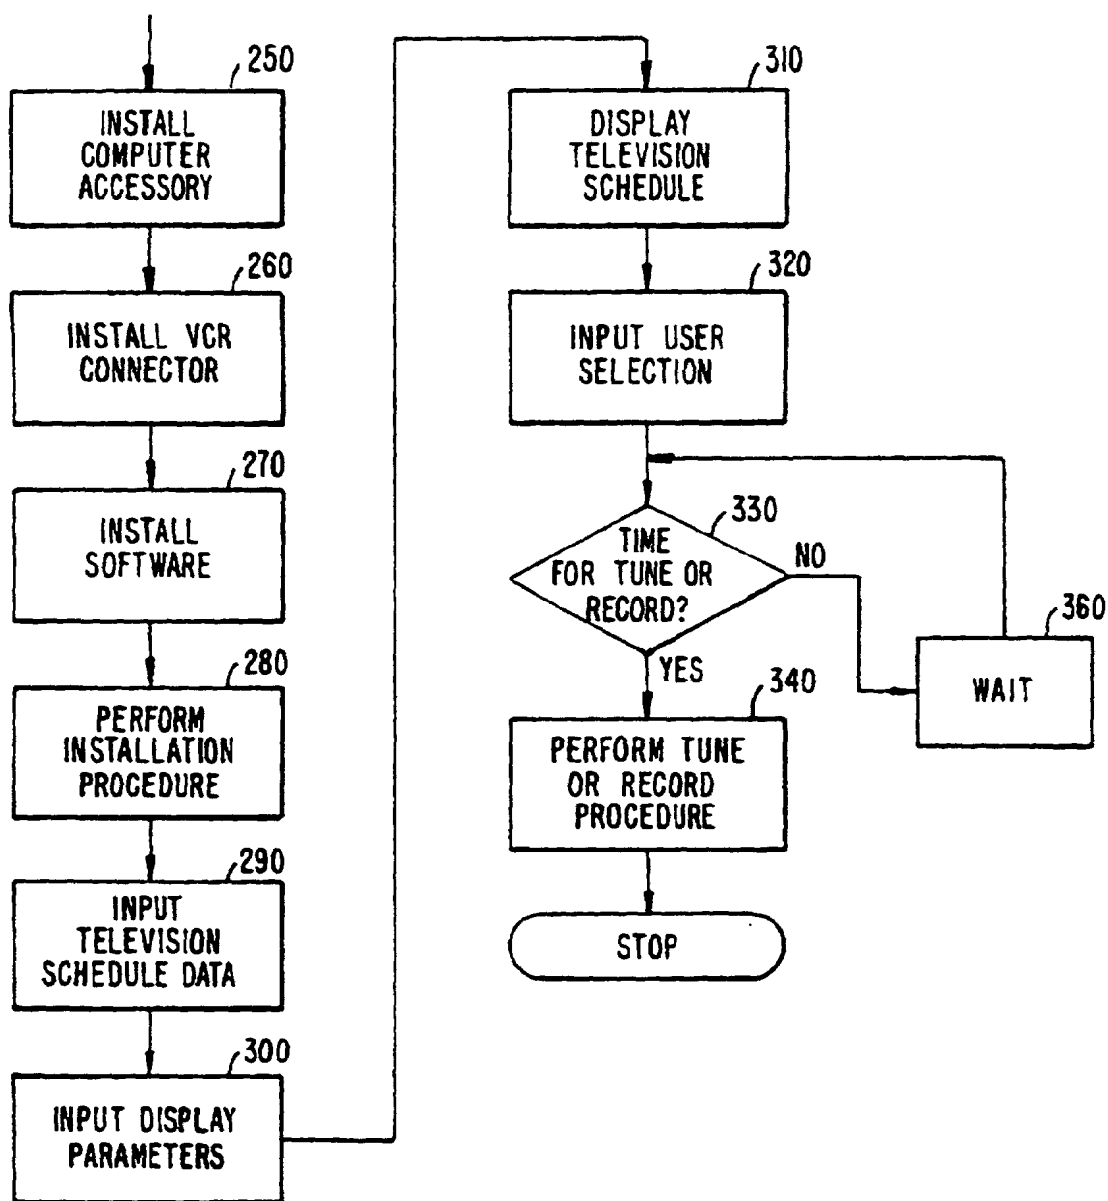 250
INSTALL
COMPUTER
ACCESSORY
260
INSTALL VCR
CONNECTOR
270
INSTALL
SOFTWARE
280
PERFORM
INSTALLATION
PROCEDURE
290
INPUT
TELEVISION
SCHEDULE DATA
300
INPUT DISPLAY
PARAMETERS
310
DISPLAY
TELEVISION
SCHEDULE
320
INPUT USER
SELECTION
330
TIME
FOR TUNE OR
RECORD?
NO
YES
360
WAIT
340
PERFORM TUNE
OR RECORD
PROCEDURE
STOP